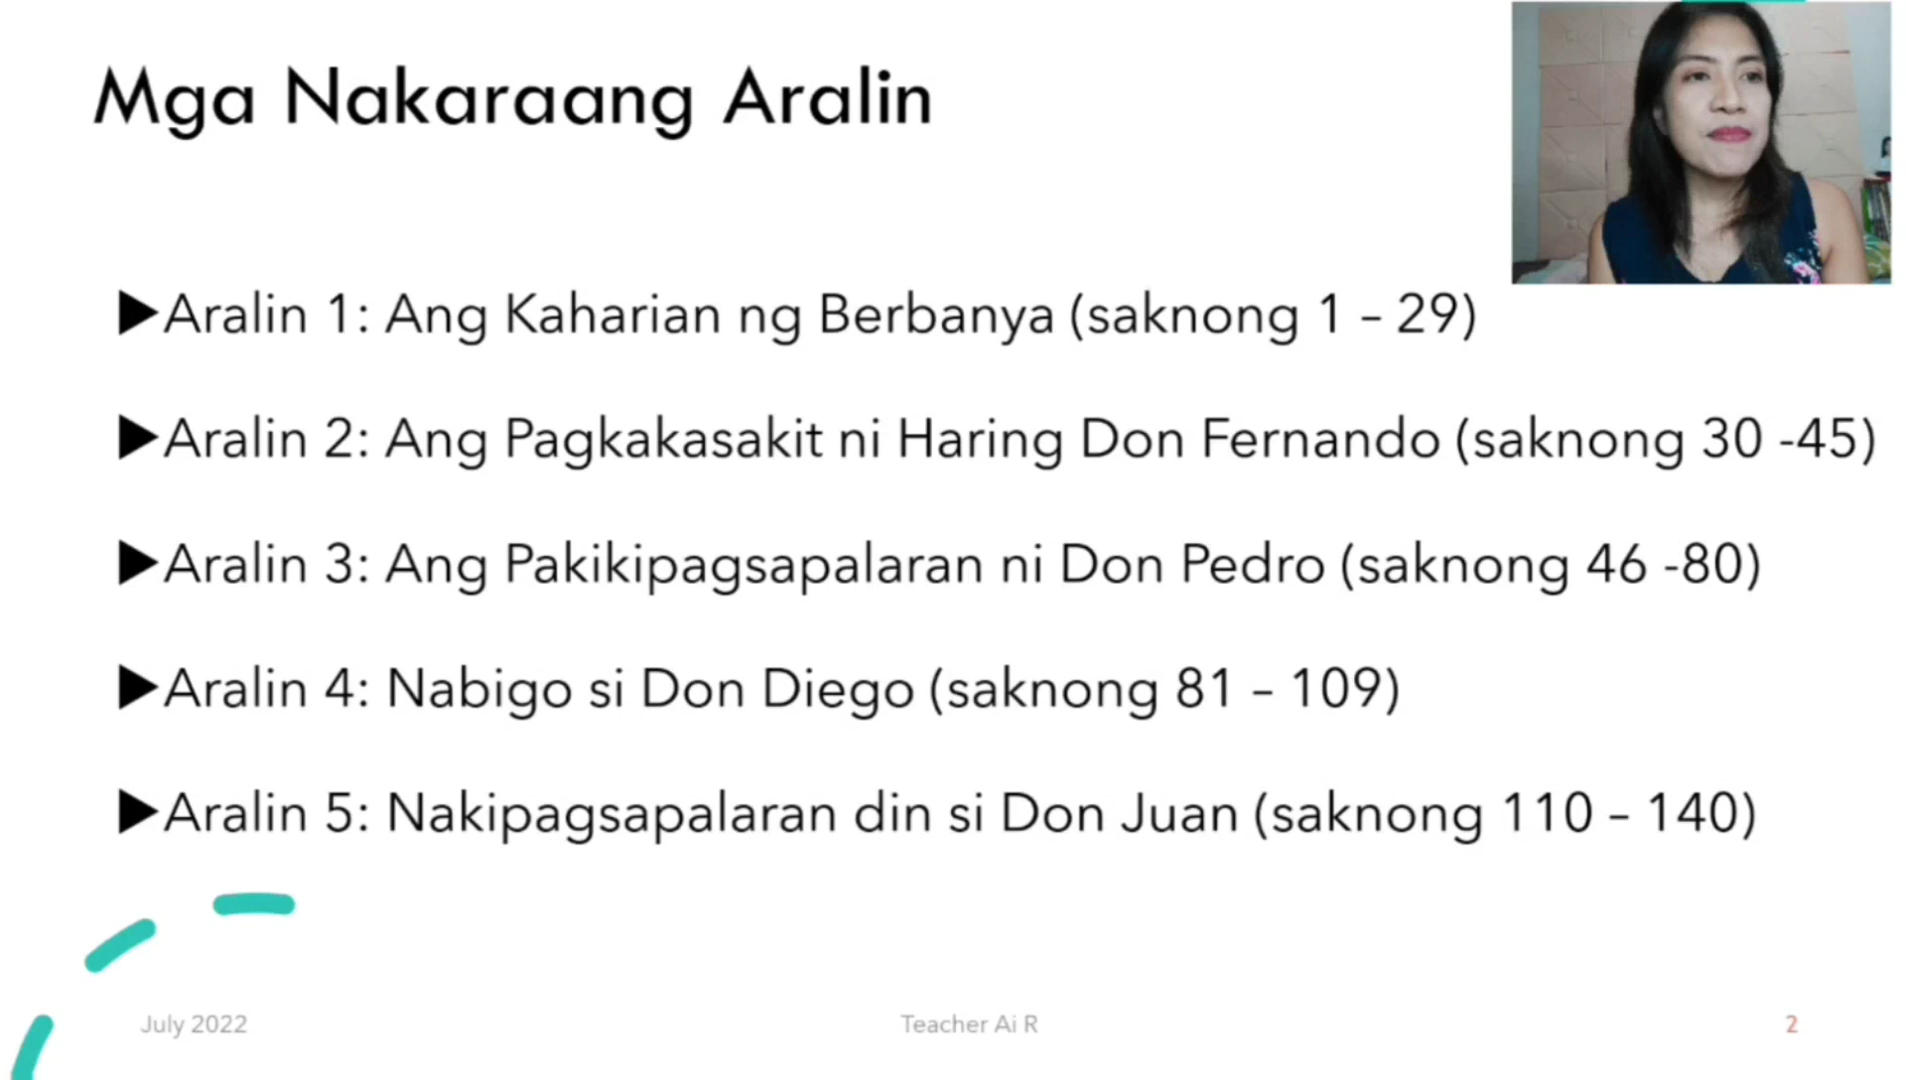 Mga Nakaraang Aralin
Aralin 1: Ang Kaharian ng Berbanya (saknong 1 – 29)
Aralin 2: Ang Pagkakasakit ni Haring Don Fernando (saknong 30 -45)
Aralin 3: Ang Pakikipagsapalaran ni Don Pedro (saknong 46 -80)
Aralin 4: Nabigo si Don Diego (saknong 81 – 109)
Aralin 5: Nakipagsapalaran din si Don Juan (saknong 110 – 140)
July 2022
Teacher Ai R
2